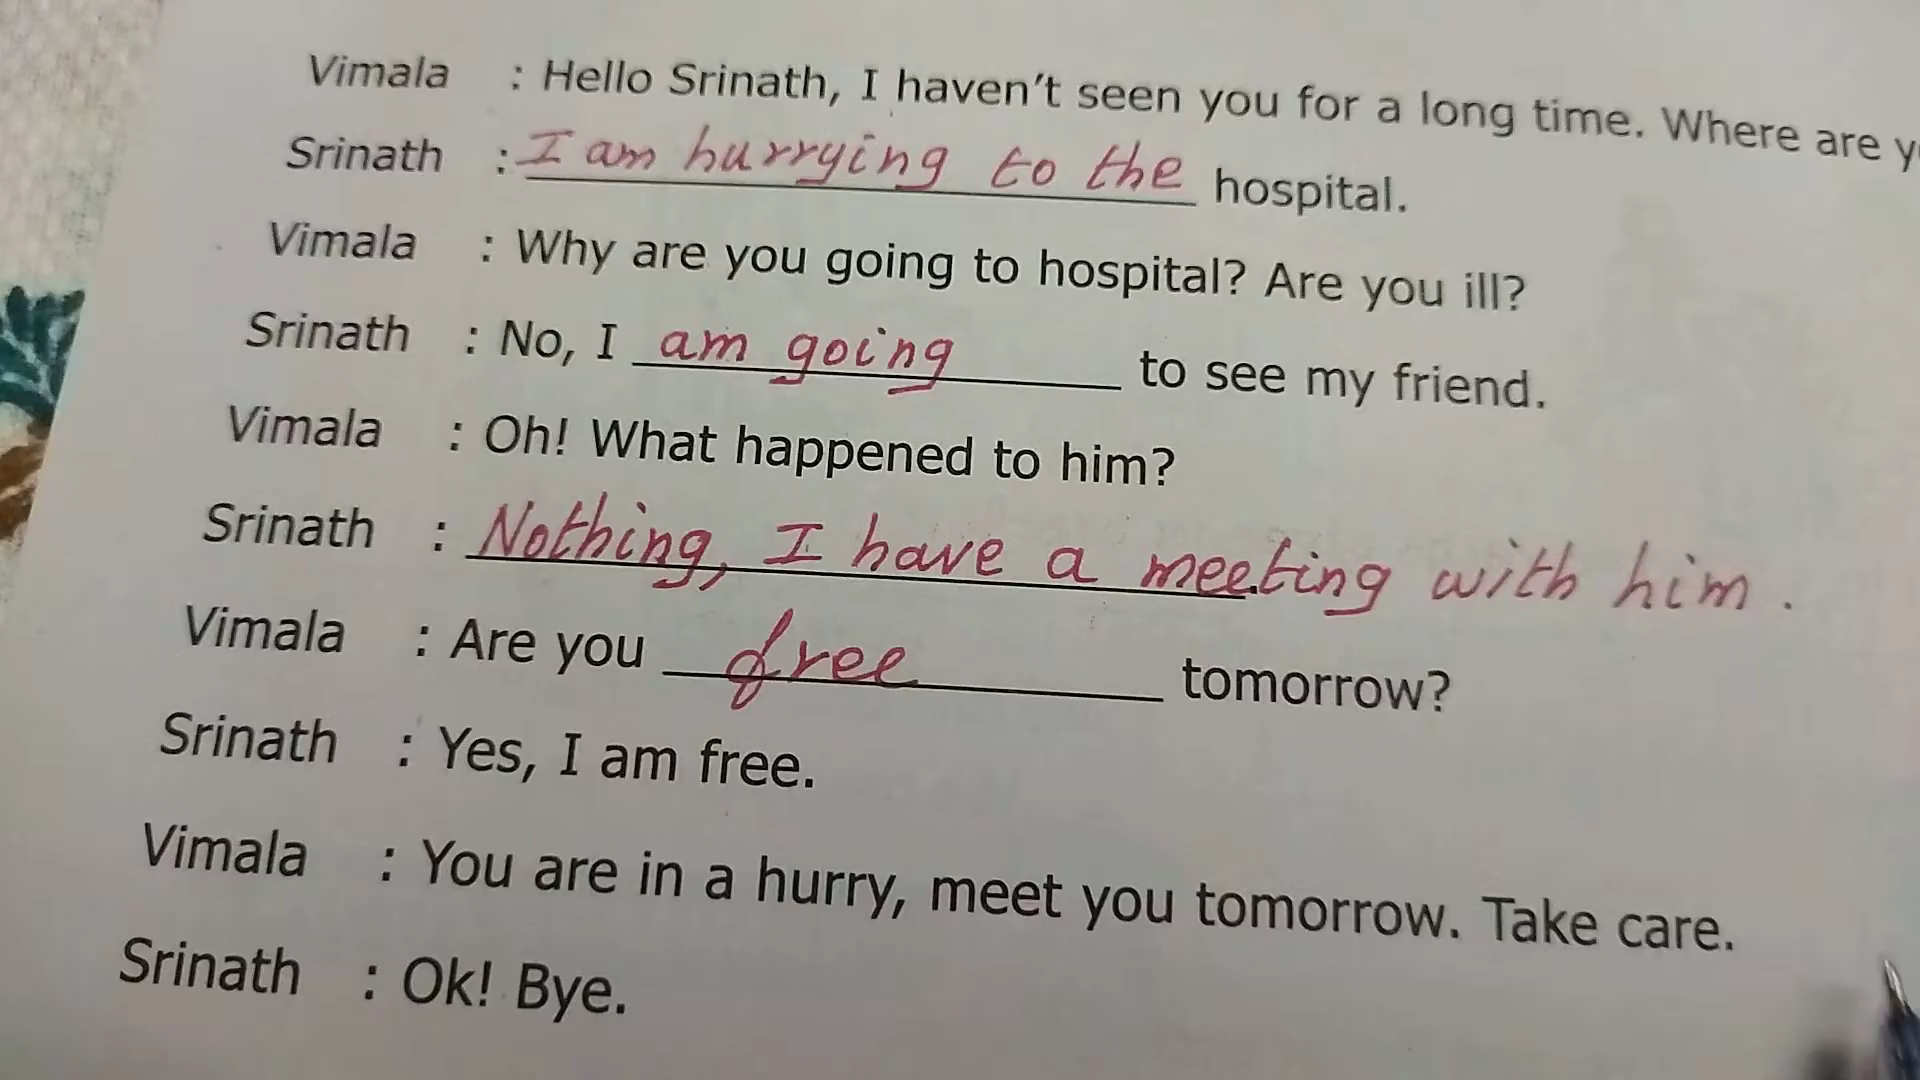 Vimala : Hello Srinath, I haven't seen you for a long time. Where are
Srinath : I am hurrying to the hospital.
Vimala : Why are you going to hospital? Are you ill?
Srinath : No, I am going to see my friend.
Vimala : Oh! What happened to him?
Srinath : Nothing, I have a meeting with him.
Vimala : Are you free tomorrow?
Srinath : Yes, I am free.
Vimala : You are in a hurry, meet you tomorrow. Take care.
Srinath : Ok! Bye.